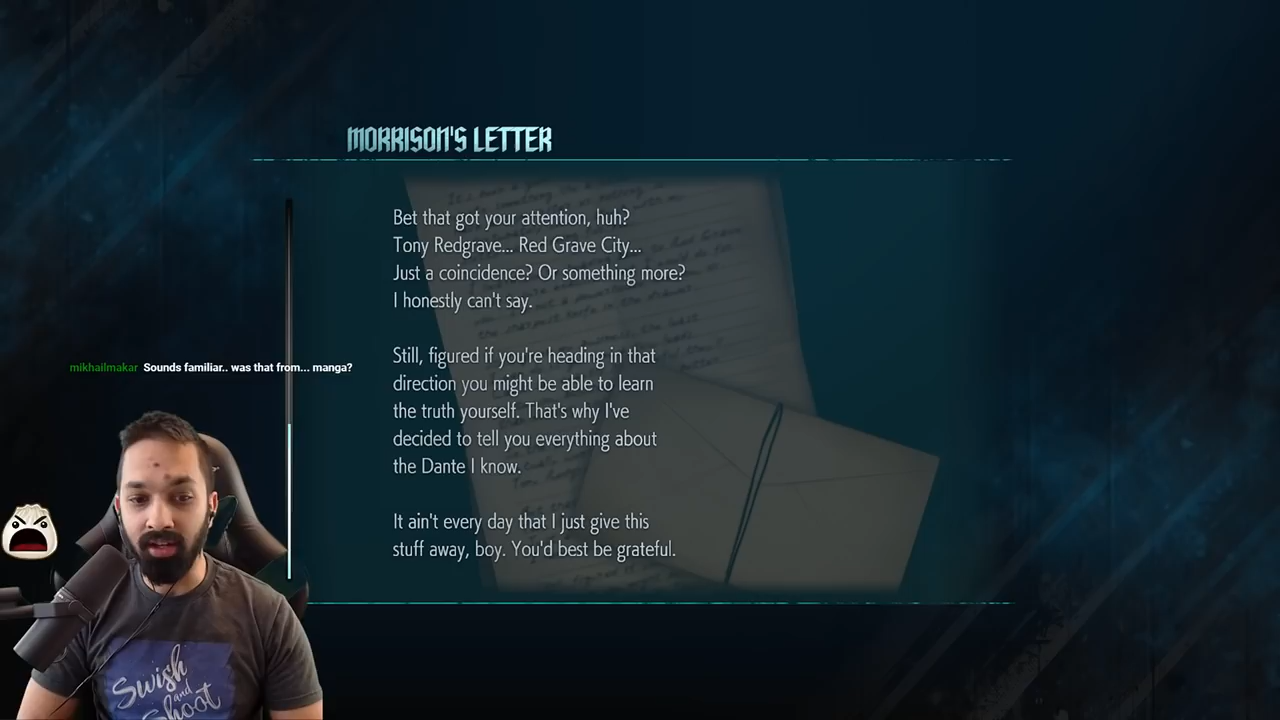 MORRISON'S LETTER
Bet that got your attention, huh?
Tony Redgrave... Red Grave City...
Just a coincidence? Or something more?
I honestly can't say.
Still, figured if you're heading in that
direction you might be able to learn
the truth yourself. That's why I've
decided to tell you everything about
the Dante I know.
It ain't every day that I just give this
stuff away, boy. You'd best be grateful.
mikhailmakar Sounds familiar.. was that from... manga?
Swish
and
Shoot